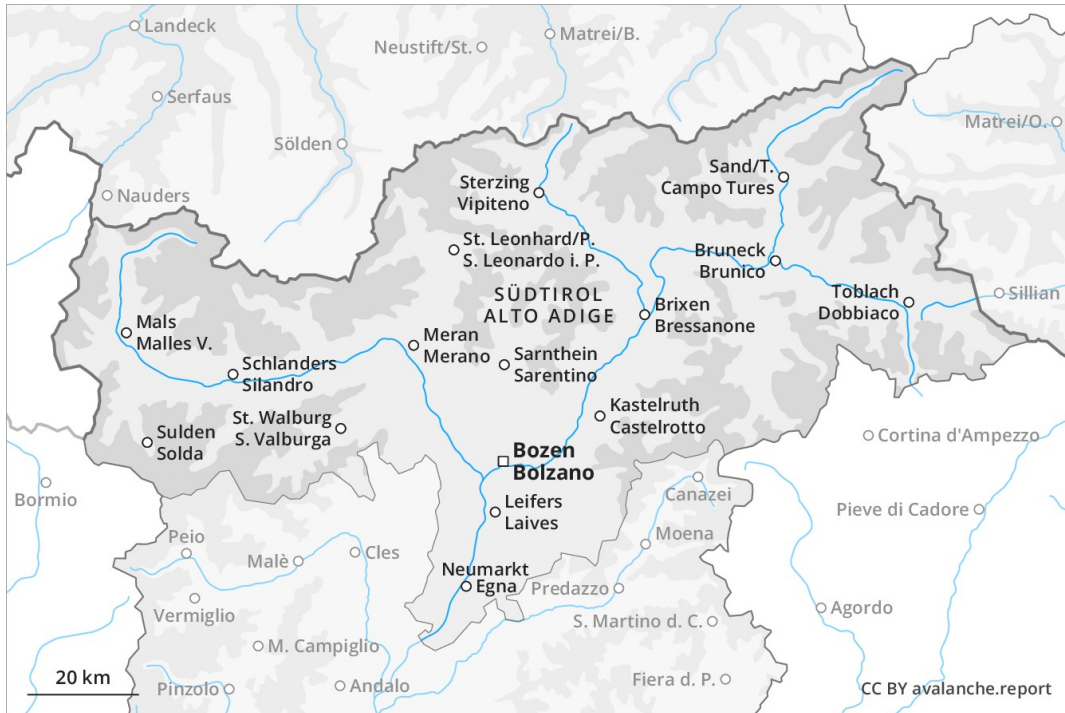 Landeck
Neustift/St.
Matrei/B.
Serfaus
Matrei/O.
Sölden
Nauders
Sand/T.
Campo Tures
Sterzing
Vipiteno
St. Leonhard/P.
S. Leonardo i. P.
Bruneck
Brunico
SÜDTIROL
ALTO ADIGE
Toblach
Dobbiaco
Sillian
Brixen
Bressanone
Mals
Malles V.
Meran
Merano
Schlanders
Silandro
Sarnthein
Sarentino
St. Walburg
S. Valburga
Kastelruth
Castelrotto
Sulden
Solda
Cortina d'Ampezzo
Bozen
Bolzano
Bormio
Canazei
Leifers
Laives
Pieve di Cadore
Peio
Malè
Cles
Moena
Neumarkt
Egna
Predazzo
Vermiglio
Agordo
S. Martino d. C.
M. Campiglio
Pinzolo
Andalo
Fiera d. P.
20 km
CC BY avalanche.report